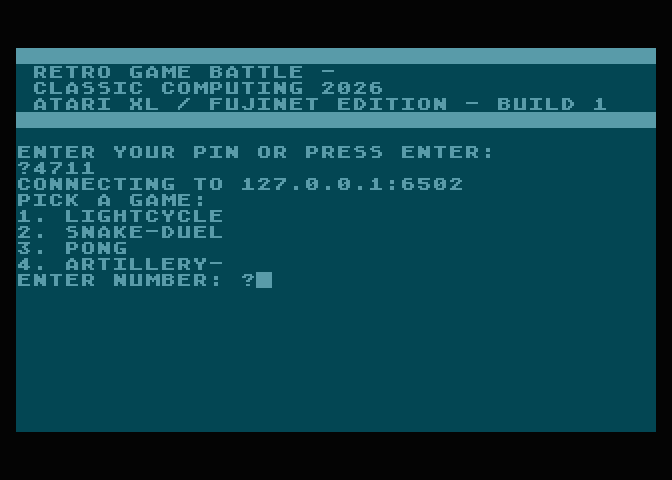 RETRO GAME BATTLE -
CLASSIC COMPUTING 2026
ATARI XL / FUJINET EDITION - BUILD 1
ENTER YOUR PIN OR PRESS ENTER:
?4711
CONNECTING TO 127.0.0.1:6502
PICK A GAME:
1. LIGHTCYCLE
2. SNAKE-DUEL
3. PONG
4. ARTILLERY-
ENTER NUMBER: ?